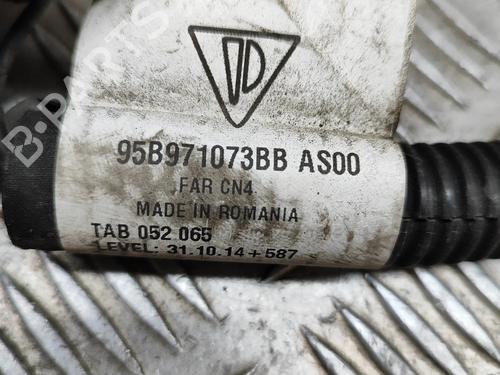 95B971073BB AS00
FAR CN4.
MADE IN ROMANIA
TAB 052 065
LEVEL: 31.10.14+587
B-PARTS